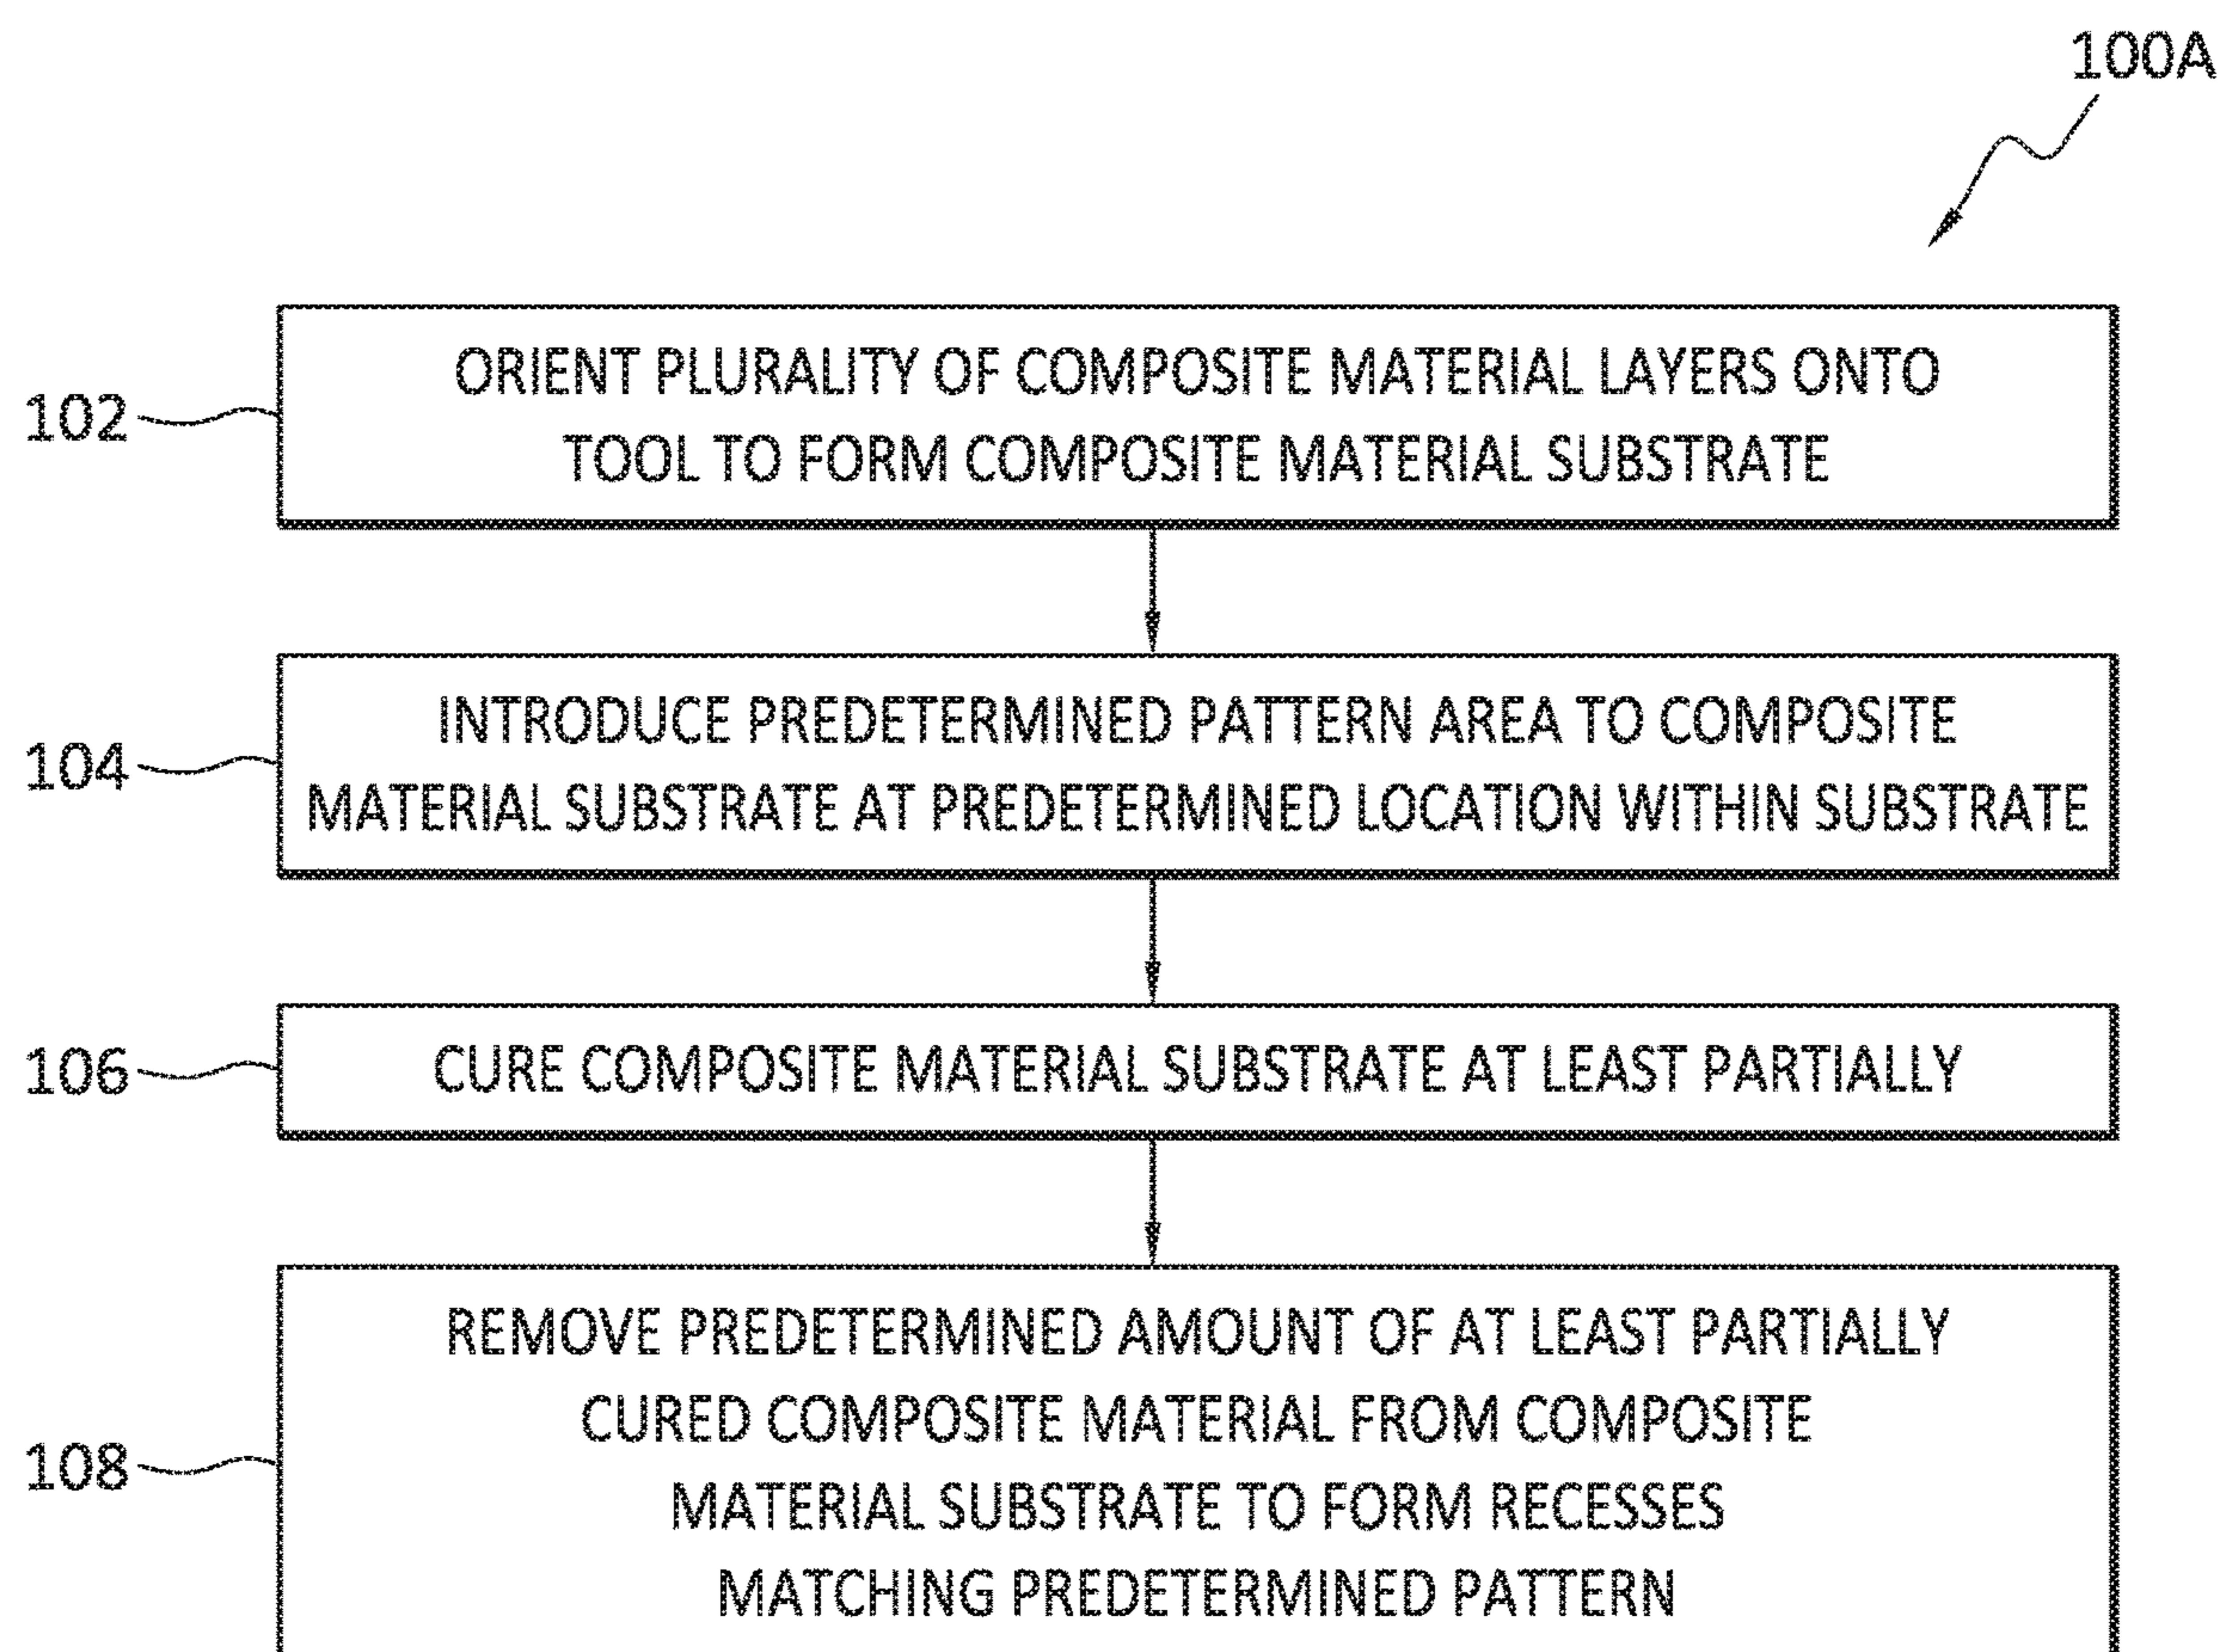 100A
102
ORIENT PLURALITY OF COMPOSITE MATERIAL LAYERS ONTO
TOOL TO FORM COMPOSITE MATERIAL SUBSTRATE
104
INTRODUCE PREDETERMINED PATTERN AREA TO COMPOSITE
MATERIAL SUBSTRATE AT PREDETERMINED LOCATION WITHIN SUBSTRATE
106
CURE COMPOSITE MATERIAL SUBSTRATE AT LEAST PARTIALLY
108
REMOVE PREDETERMINED AMOUNT OF AT LEAST PARTIALLY
CURED COMPOSITE MATERIAL FROM COMPOSITE
MATERIAL SUBSTRATE TO FORM RECESSES
MATCHING PREDETERMINED PATTERN